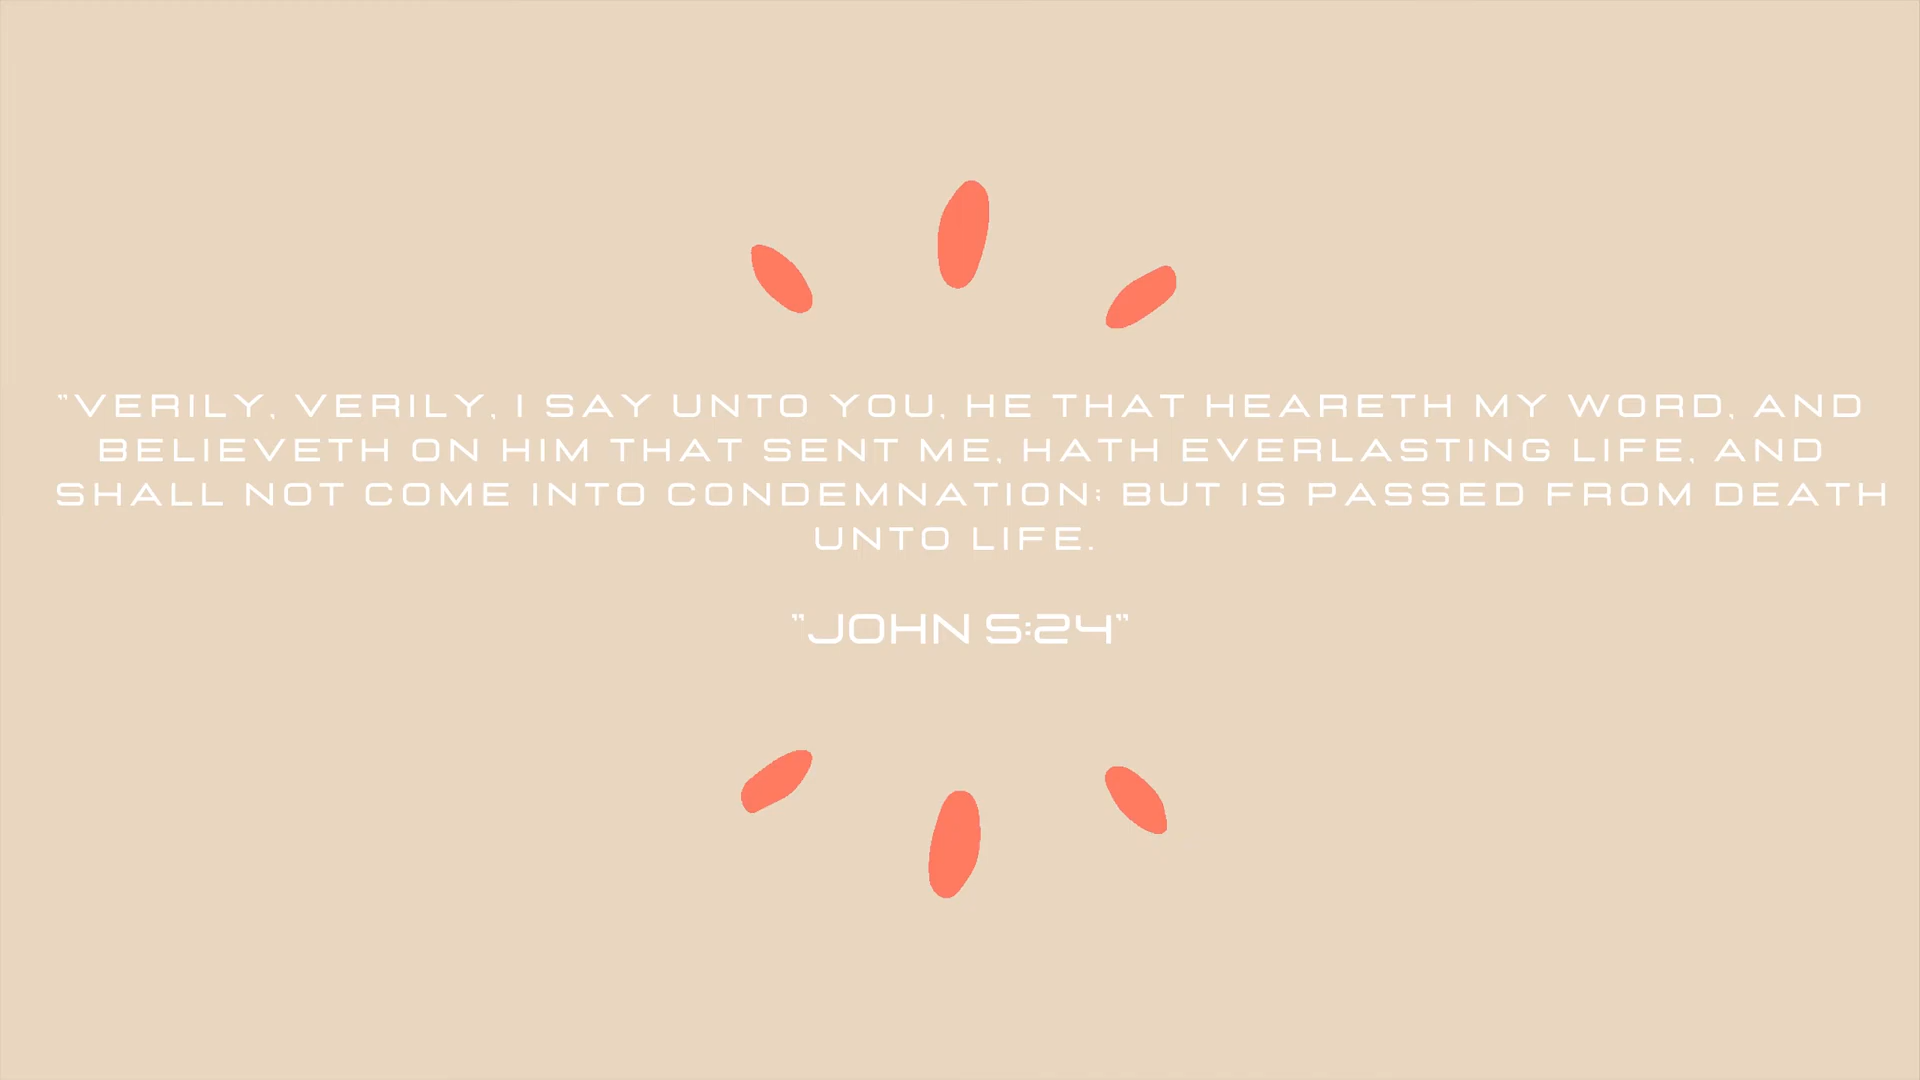 "VERILY, VERILY, I SAY UNTO YOU, HE THAT HEARETH MY WORD, AND
BELIEVETH ON HIM THAT SENT ME, HATH EVERLASTING LIFE, AND
SHALL NOT COME INTO CONDEMNATION; BUT IS PASSED FROM DEATH
UNTO LIFE.
"JOHN 5:24"